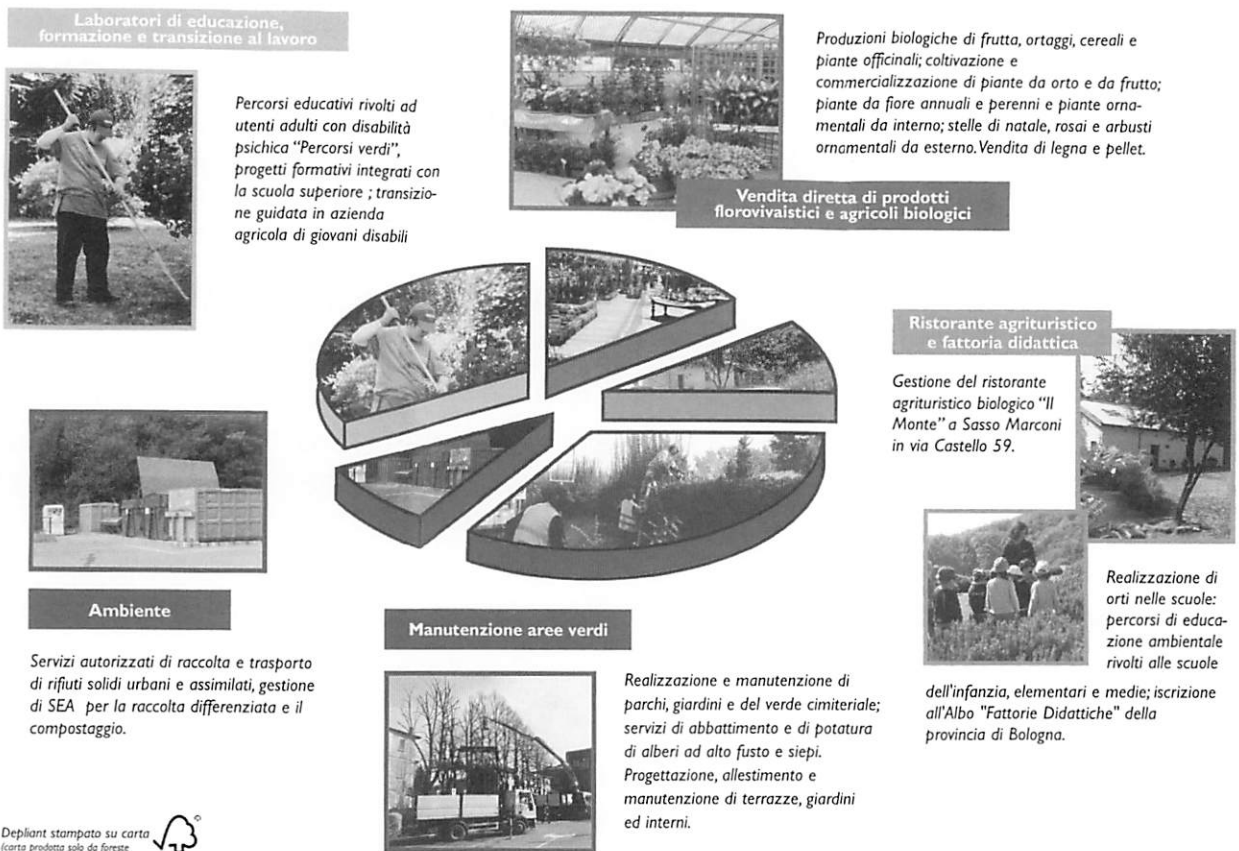 Laboratori di educazione,
formazione e transizione al lavoro
Percorsi educativi rivolti ad
utenti adulti con disabilità
psichica "Percorsi verdi",
progetti formativi integrati con
la scuola superiore ; transizio-
ne guidata in azienda
agricola di giovani disabili
Produzioni biologiche di frutta, ortaggi, cereali e
piante officinali; coltivazione e
commercializzazione di piante da orto e da frutto;
piante da fiore annuali e perenni e piante orna-
mentali da interno; stelle di natale, rosai e arbusti
ornamentali da esterno. Vendita di legna e pellet.
Vendita diretta di prodotti
florovivaistici e agricoli biologici
Ristorante agrituristico
e fattoria didattica
Gestione del ristorante
agrituristico biologico "Il
Monte" a Sasso Marconi
in via Castello 59.
Realizzazione di
orti nelle scuole:
percorsi di educa-
zione ambientale
rivolti alle scuole
dell'infanzia, elementari e medie; iscrizione
all'Albo "Fattorie Didattiche" della
provincia di Bologna.
Ambiente
Servizi autorizzati di raccolta e trasporto
di rifiuti solidi urbani e assimilati, gestione
di SEA per la raccolta differenziata e il
compostaggio.
Manutenzione aree verdi
Realizzazione e manutenzione di
parchi, giardini e del verde cimiteriale;
servizi di abbattimento e di potatura
di alberi ad alto fusto e siepi.
Progettazione, allestimento e
manutenzione di terrazze, giardini
ed interni.
Depliant stampato su carta
(carta prodotta solo da foreste